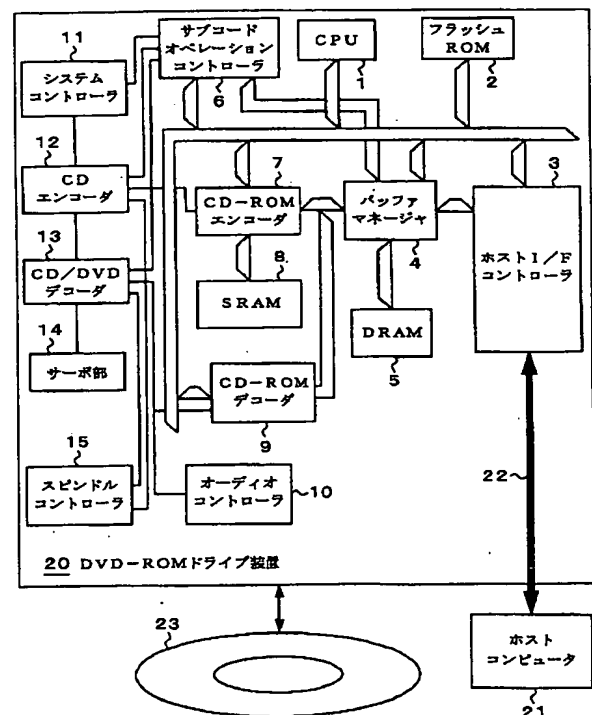 11
システム
コントローラ
サブコード
オペレーション
コントローラ
6
CPU
1
フラッシュ
ROM
2
12
CD
エンコーダ
7
CD-ROM
エンコーダ
バッファ
マネージャ
4
3
ホストI/F
コントローラ
13
CD/DVD
デコーダ
8
SRAM
14
サーボ部
DRAM
5
CD-ROM
デコーダ
9
15
スピンドル
コントローラ
オーディオ
コントローラ
10
22
20 DVD-ROMドライブ装置
23
ホスト
コンピュータ
21